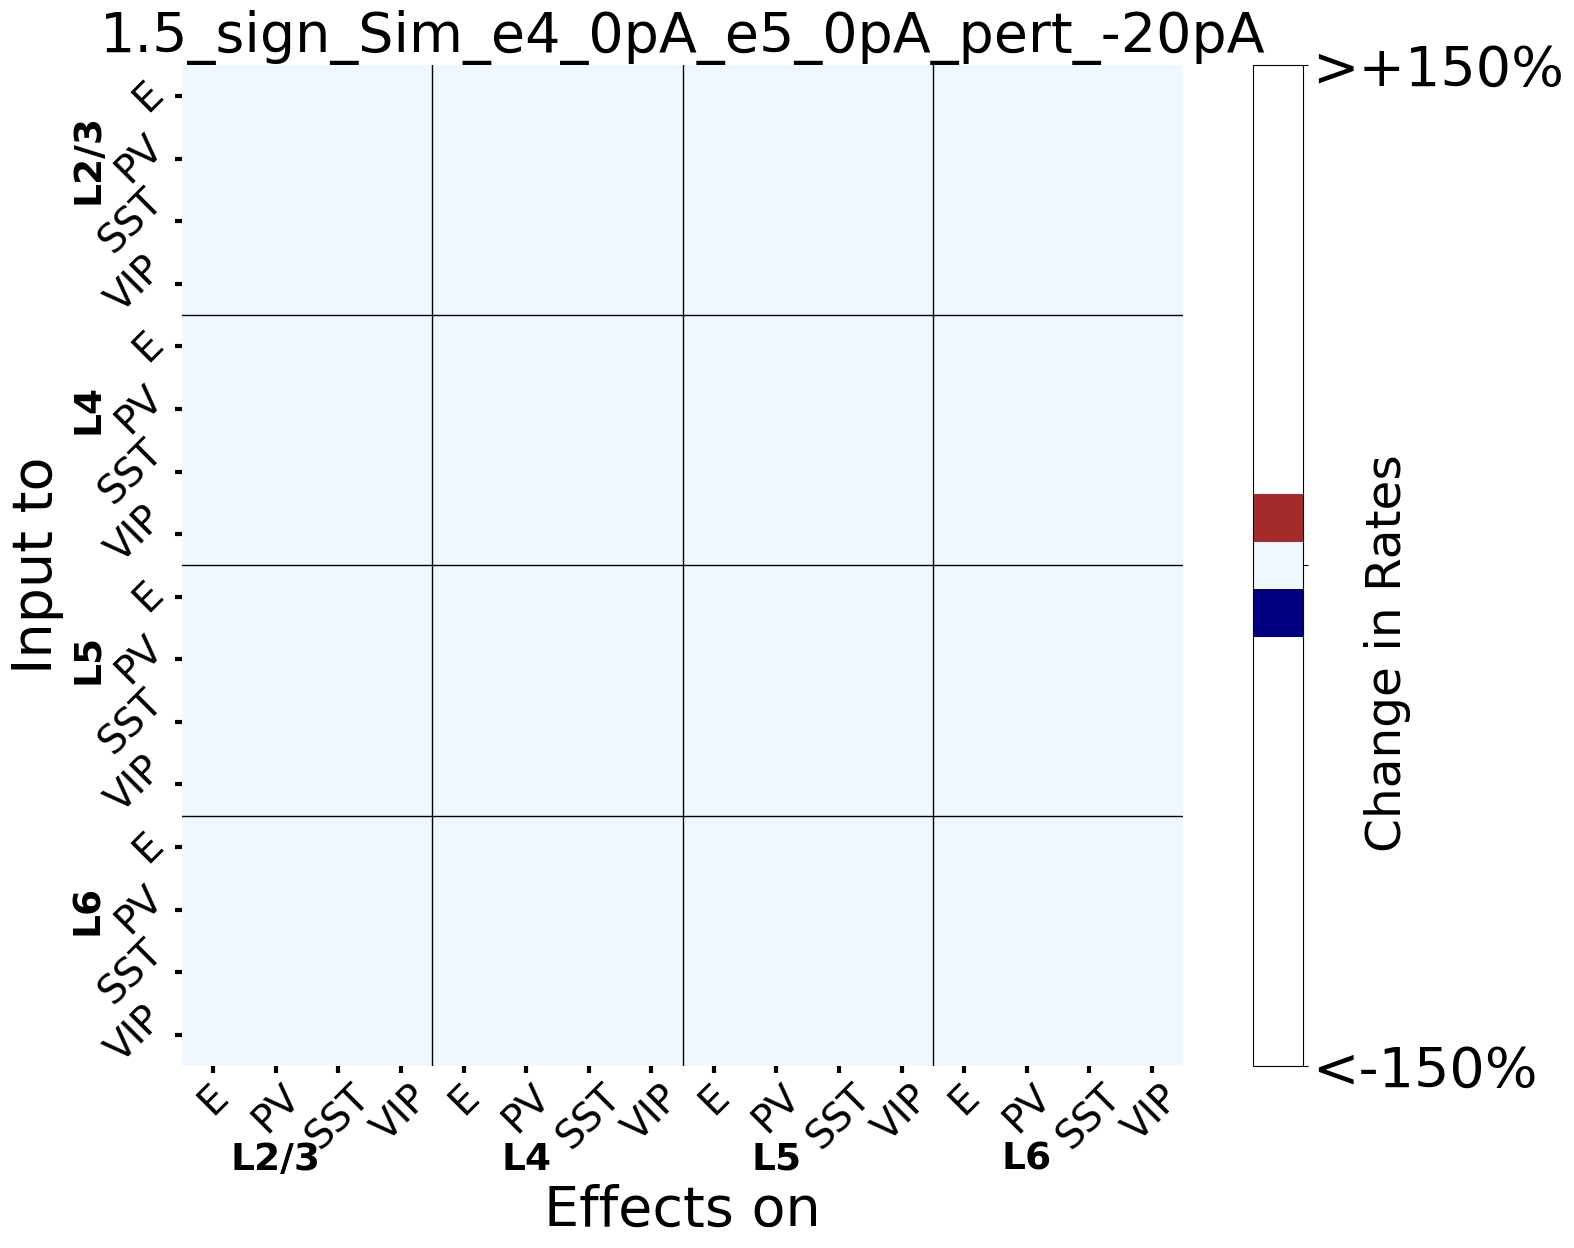 1.5_sign_Sim_e4_0pA_e5_0pA_pert_-20pA
>+150%
Change in Rates
<-150%
Input to
L2/3
E
PV
SST
VIP
L4
E
PV
SST
VIP
L5
E
PV
SST
VIP
L6
E
PV
SST
VIP
E PV SST VIP E PV SST VIP E PV SST VIP E PV SST VIP
L2/3 L4 L5 L6
Effects on